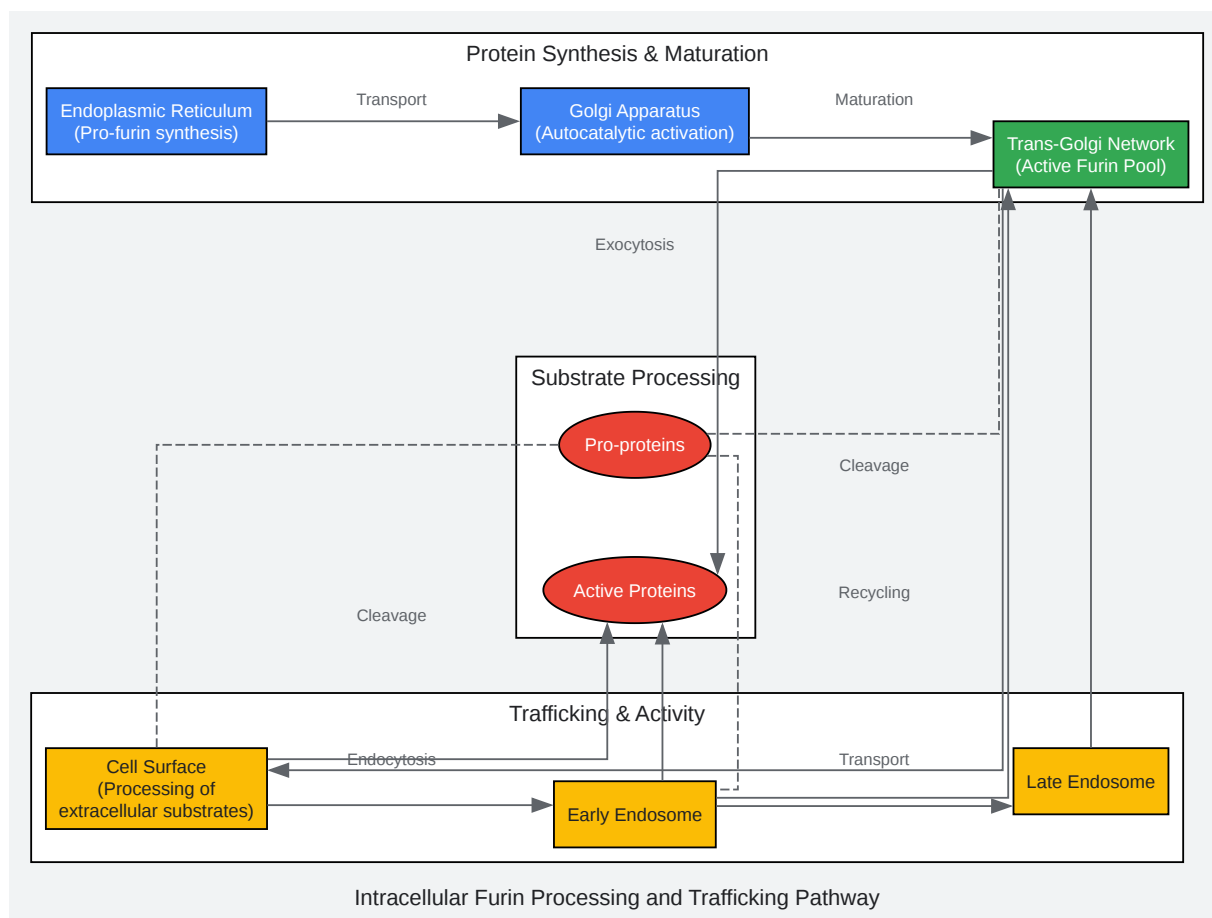 Protein Synthesis & Maturation
Endoplasmic Reticulum
(Pro-furin synthesis)
Transport
Golgi Apparatus
(Autocatalytic activation)
Maturation
Trans-Golgi Network
(Active Furin Pool)
Exocytosis
Substrate Processing
Pro-proteins
Cleavage
Active Proteins
Recycling
Cleavage
Trafficking & Activity
Cell Surface
(Processing of
extracellular substrates)
Endocytosis
Early Endosome
Transport
Late Endosome
Intracellular Furin Processing and Trafficking Pathway